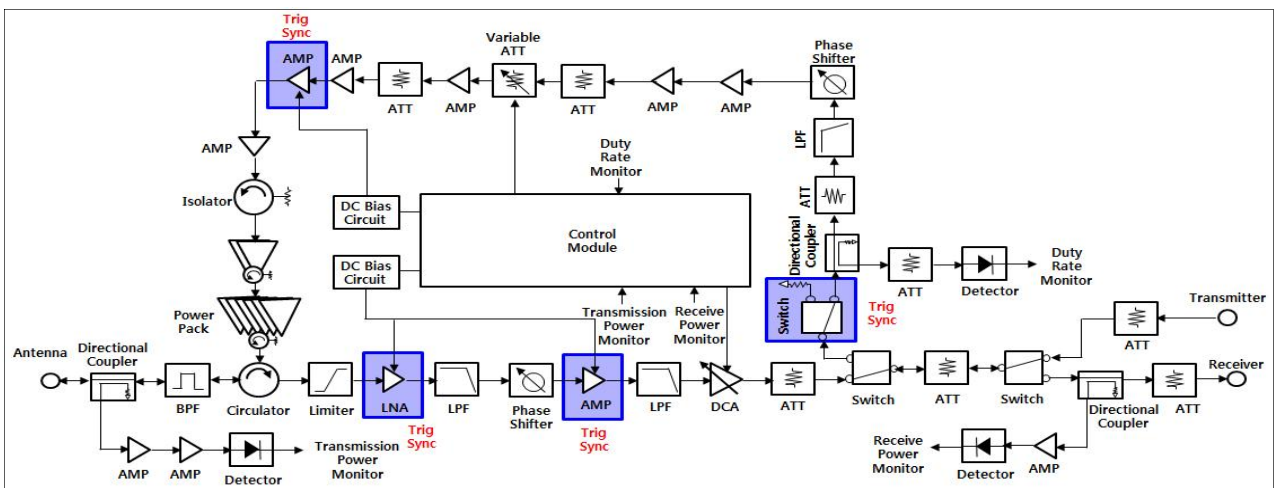 Trig
Sync
AMP
AMP
ATT
AMP
Variable
ATT
ATT
AMP
AMP
Phase
Shifter
LPF
ATT
Directional
Coupler
Switch
Trig
Sync
ATT
Detector
Duty
Rate
Monitor
AMP
Isolator
Power
Pack
DC Bias
Circuit
DC Bias
Circuit
Duty
Rate
Monitor
Control
Module
Transmission
Power
Monitor
Receive
Power
Monitor
Transmitter
ATT
Receiver
Antenna
Directional
Coupler
BPF
Circulator
Limiter
LNA
Trig
Sync
LPF
Phase
Shifter
AMP
Trig
Sync
LPF
DCA
ATT
Switch
ATT
Switch
Directional
Coupler
ATT
AMP
AMP
Detector
Transmission
Power
Monitor
Receive
Power
Monitor
Detector
AMP